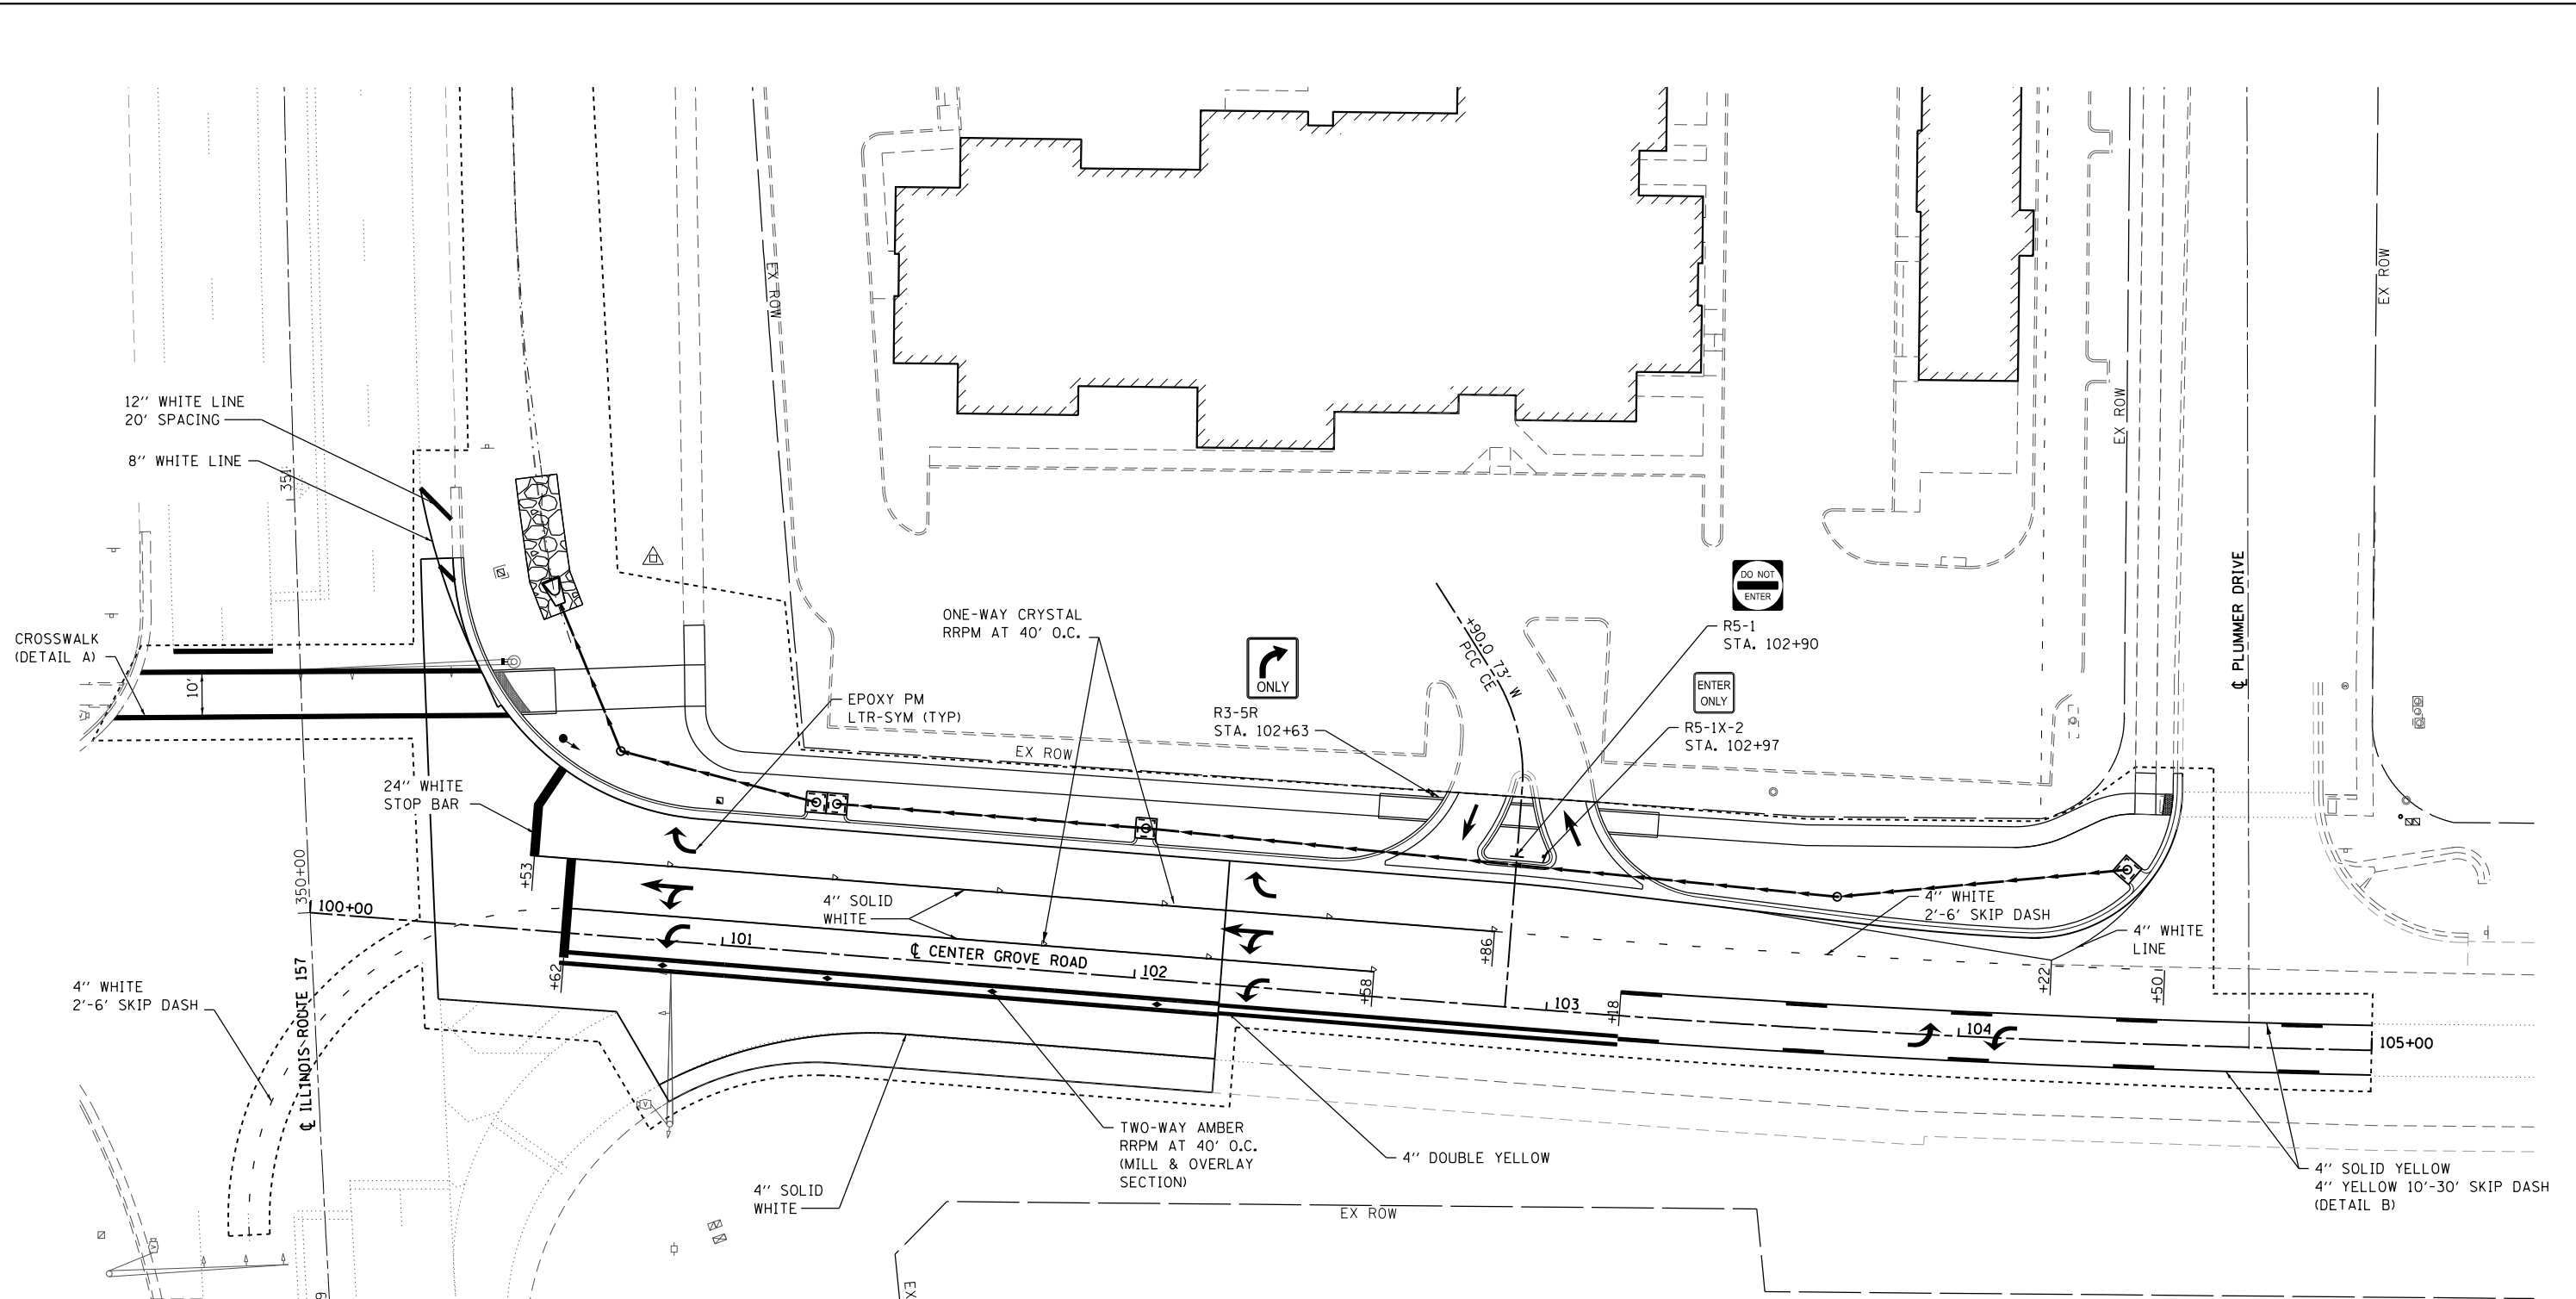 EX ROW
EX ROW
EX ROW
12'' WHITE LINE
20' SPACING
8'' WHITE LINE
351
CROSSWALK
(DETAIL A)
10'
24'' WHITE
STOP BAR
ONE-WAY CRYSTAL
RRPM AT 40' O.C.
EPOXY PM
LTR-SYM (TYP)
EX ROW
ONLY
R3-5R
STA. 102+63
+90.0 73' W
PCC CE
DO NOT
ENTER
R5-1
STA. 102+90
ENTER
ONLY
R5-1X-2
STA. 102+97
℄ PLUMMER DRIVE
+53
350+00
100+00
4'' SOLID
WHITE
101
℄ CENTER GROVE ROAD
102
+62
+58
+86
103
+18
104
+22
+50
105+00
4'' WHITE
2'-6' SKIP DASH
4'' WHITE
LINE
4'' WHITE
2'-6' SKIP DASH
℄ ILLINOIS ROUTE 157
TWO-WAY AMBER
RRPM AT 40' O.C.
(MILL & OVERLAY
SECTION)
4'' DOUBLE YELLOW
4'' SOLID
WHITE
4'' SOLID YELLOW
4'' YELLOW 10'-30' SKIP DASH
(DETAIL B)
EX ROW
EX